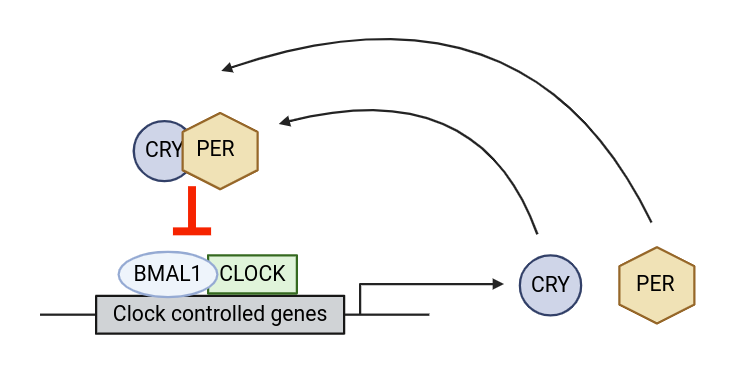 CRY
PER
BMAL1
CLOCK
Clock controlled genes
CRY
PER